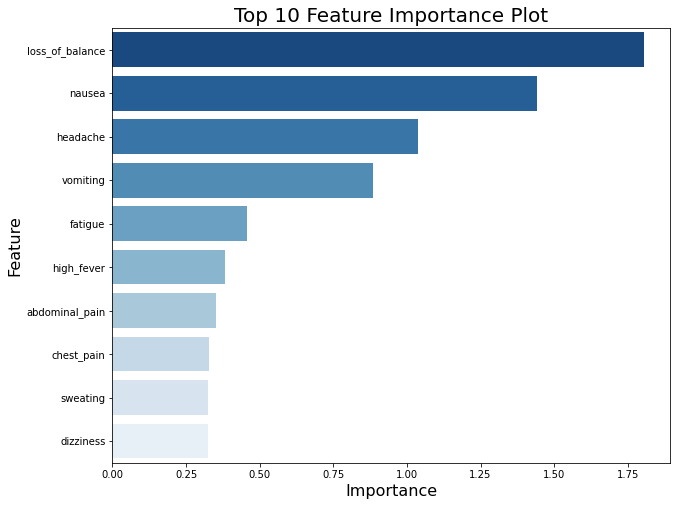 Top 10 Feature Importance Plot
Feature
loss_of_balance
nausea
headache
vomiting
fatigue
high_fever
abdominal_pain
chest_pain
sweating
dizziness
0.00 0.25 0.50 0.75 1.00 1.25 1.50 1.75
Importance